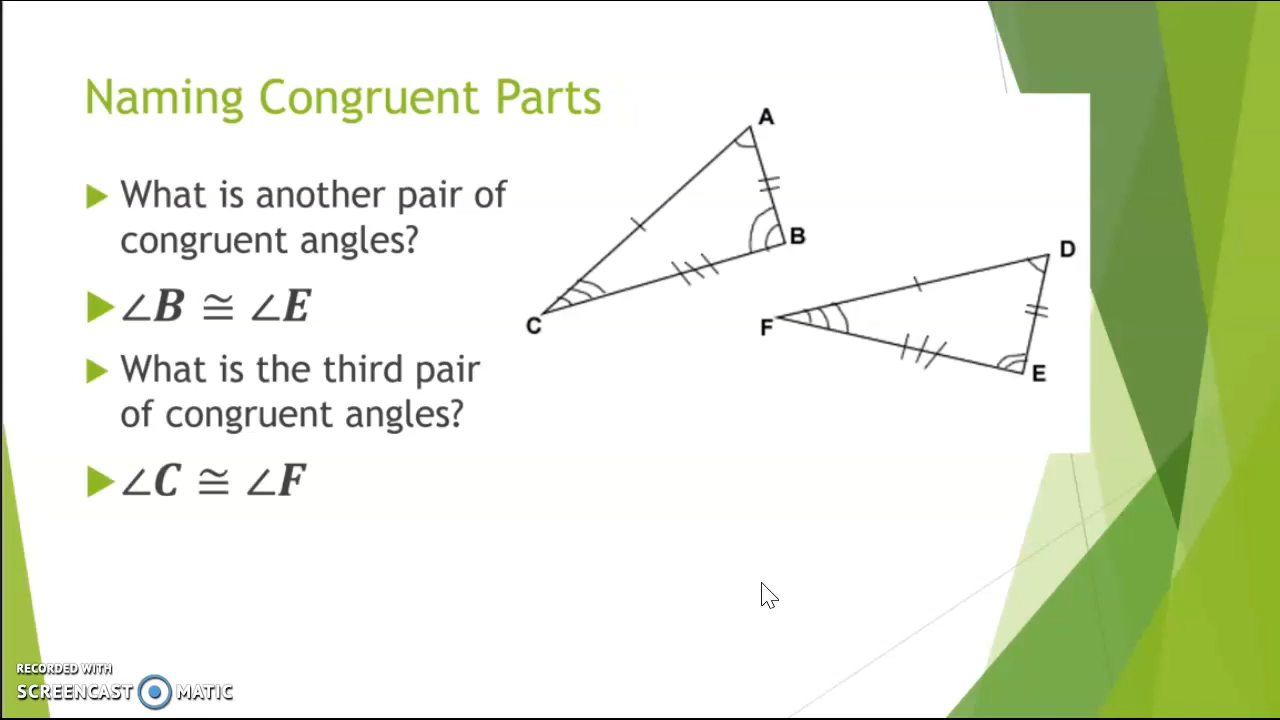 Naming Congruent Parts
What is another pair of
congruent angles?
∠B ≅ ∠E
What is the third pair
of congruent angles?
∠C ≅ ∠F
A
B
C
D
F
E
RECORDED WITH
SCREENCAST MATIC